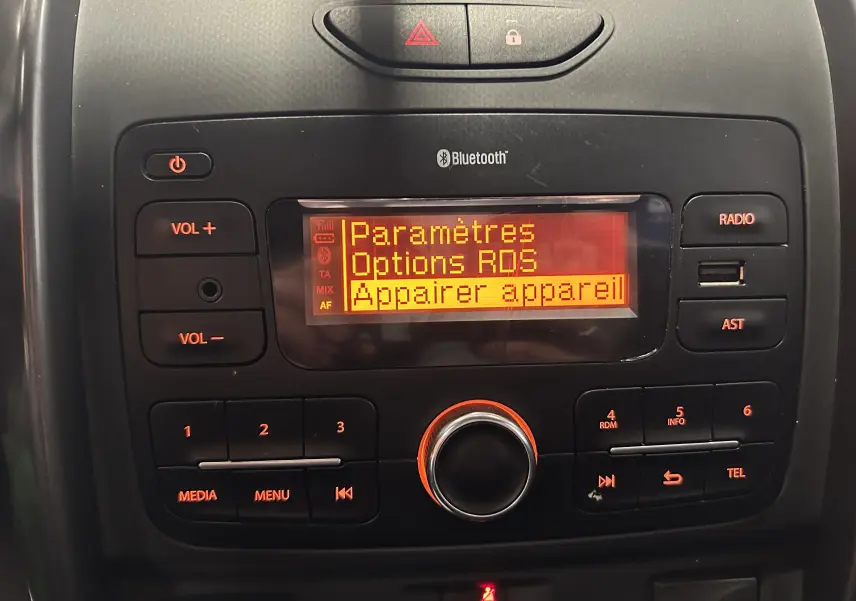 Bluetooth
VOL +
RADIO
Paramètres
Options RDS
Appairer appareil
TA
MIX
AF
VOL −
AST
1
2
3
4
RDM
5
INFO
6
MEDIA
MENU
TEL